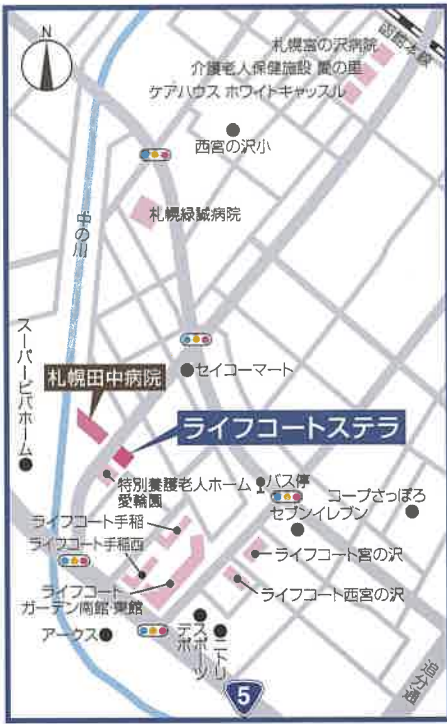 N
函館本線
札幌宮の沢病院
介護老人保健施設 愛の里
ケアハウス ホワイトキャッスル
西宮の沢小
札幌緑誠病院
中の川
スーパービバホーム
セイコーマート
札幌田中病院
ライフコートステラ
特別養護老人ホーム
愛輪園
バス停
コープさっぽろ
セブンイレブン
ライフコート手稲
ライフコート手稲西
ライフコート宮の沢
ライフコート
ガーデン南館・東館
ライフコート西宮の沢
アークス
デポ
スポーツ
ニトリ
追分通
5